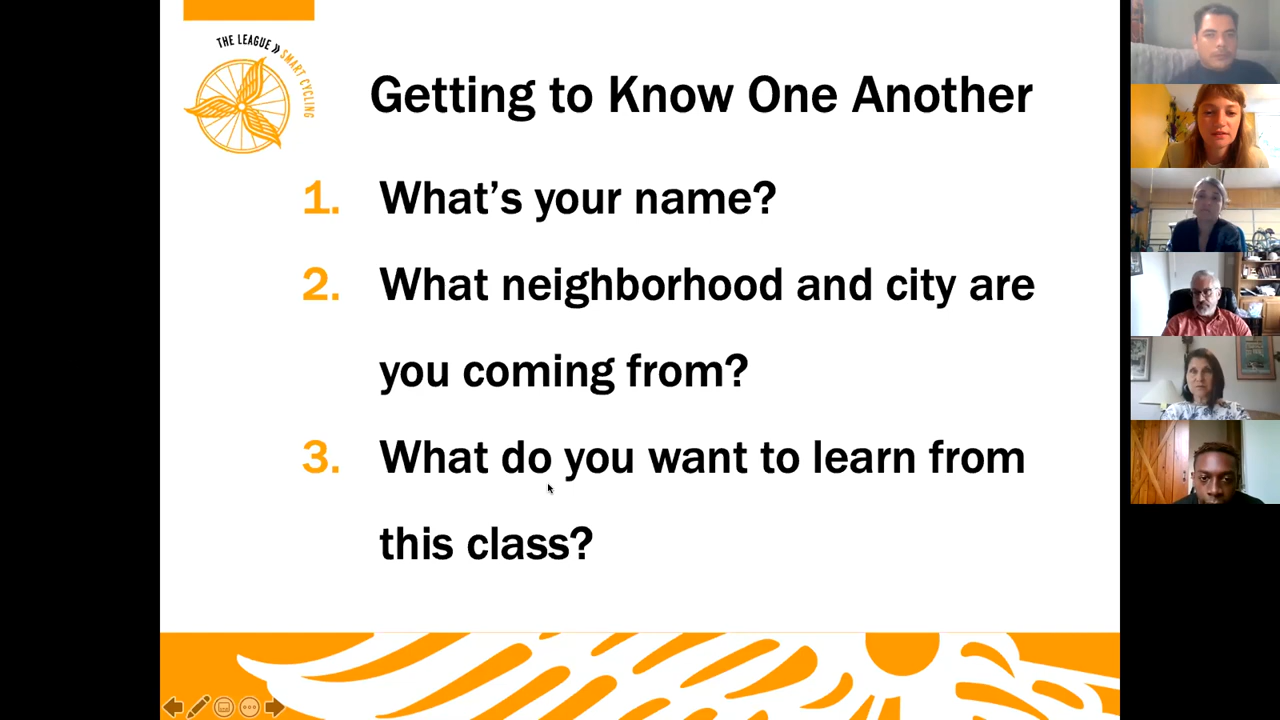 THE LEAGUE » SMART CYCLING
Getting to Know One Another
1. What’s your name?
2. What neighborhood and city are
you coming from?
3. What do you want to learn from
this class?